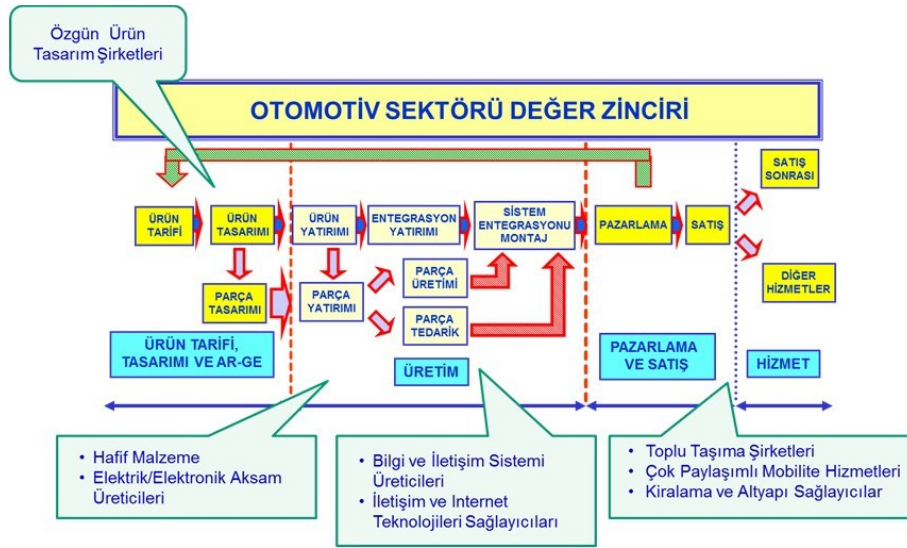 Özgün Ürün
Tasarım Şirketleri
OTOMOTİV SEKTÖRÜ DEĞER ZİNCİRİ
ÜRÜN
TARİFİ
ÜRÜN
TASARIMI
ÜRÜN
YATIRIMI
ENTEGRASYON
YATIRIMI
SİSTEM
ENTEGRASYONU
MONTAJ
PAZARLAMA
SATIŞ
SATIŞ
SONRASI
PARÇA
TASARIMI
PARÇA
YATIRIMI
PARÇA
ÜRETİMİ
PARÇA
TEDARİK
DİĞER
HİZMETLER
ÜRÜN TARİFİ,
TASARIMI VE AR-GE
ÜRETİM
PAZARLAMA
VE SATIŞ
HİZMET
• Hafif Malzeme
• Elektrik/Elektronik Aksam
Üreticileri
• Bilgi ve İletişim Sistemi
Üreticileri
• İletişim ve Internet
Teknolojileri Sağlayıcıları
• Toplu Taşıma Şirketleri
• Çok Paylaşımlı Mobilite Hizmetleri
• Kiralama ve Altyapı Sağlayıcılar